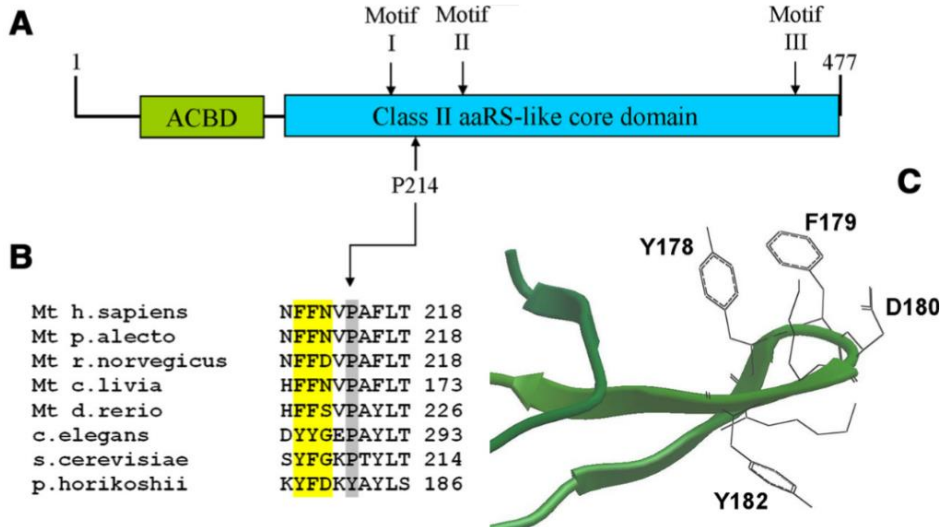 A
Motif I
Motif II
Motif III
1
477
ACBD
Class II aaRS-like core domain
P214
B
Mt h.sapiens NFFNVPAFLT 218
Mt p.alecto NFFNVPAFLT 218
Mt r.norvegicus NFFDVPAFLT 218
Mt c.livia HFFNVPAFLT 173
Mt d.rerio HFFSVPAYLT 226
c.elegans DYYGEPAYLT 293
s.cerevisiae SYFGKPTYLT 214
p.horikoshii KYFDKYAYLS 186
C
Y178
F179
D180
Y182